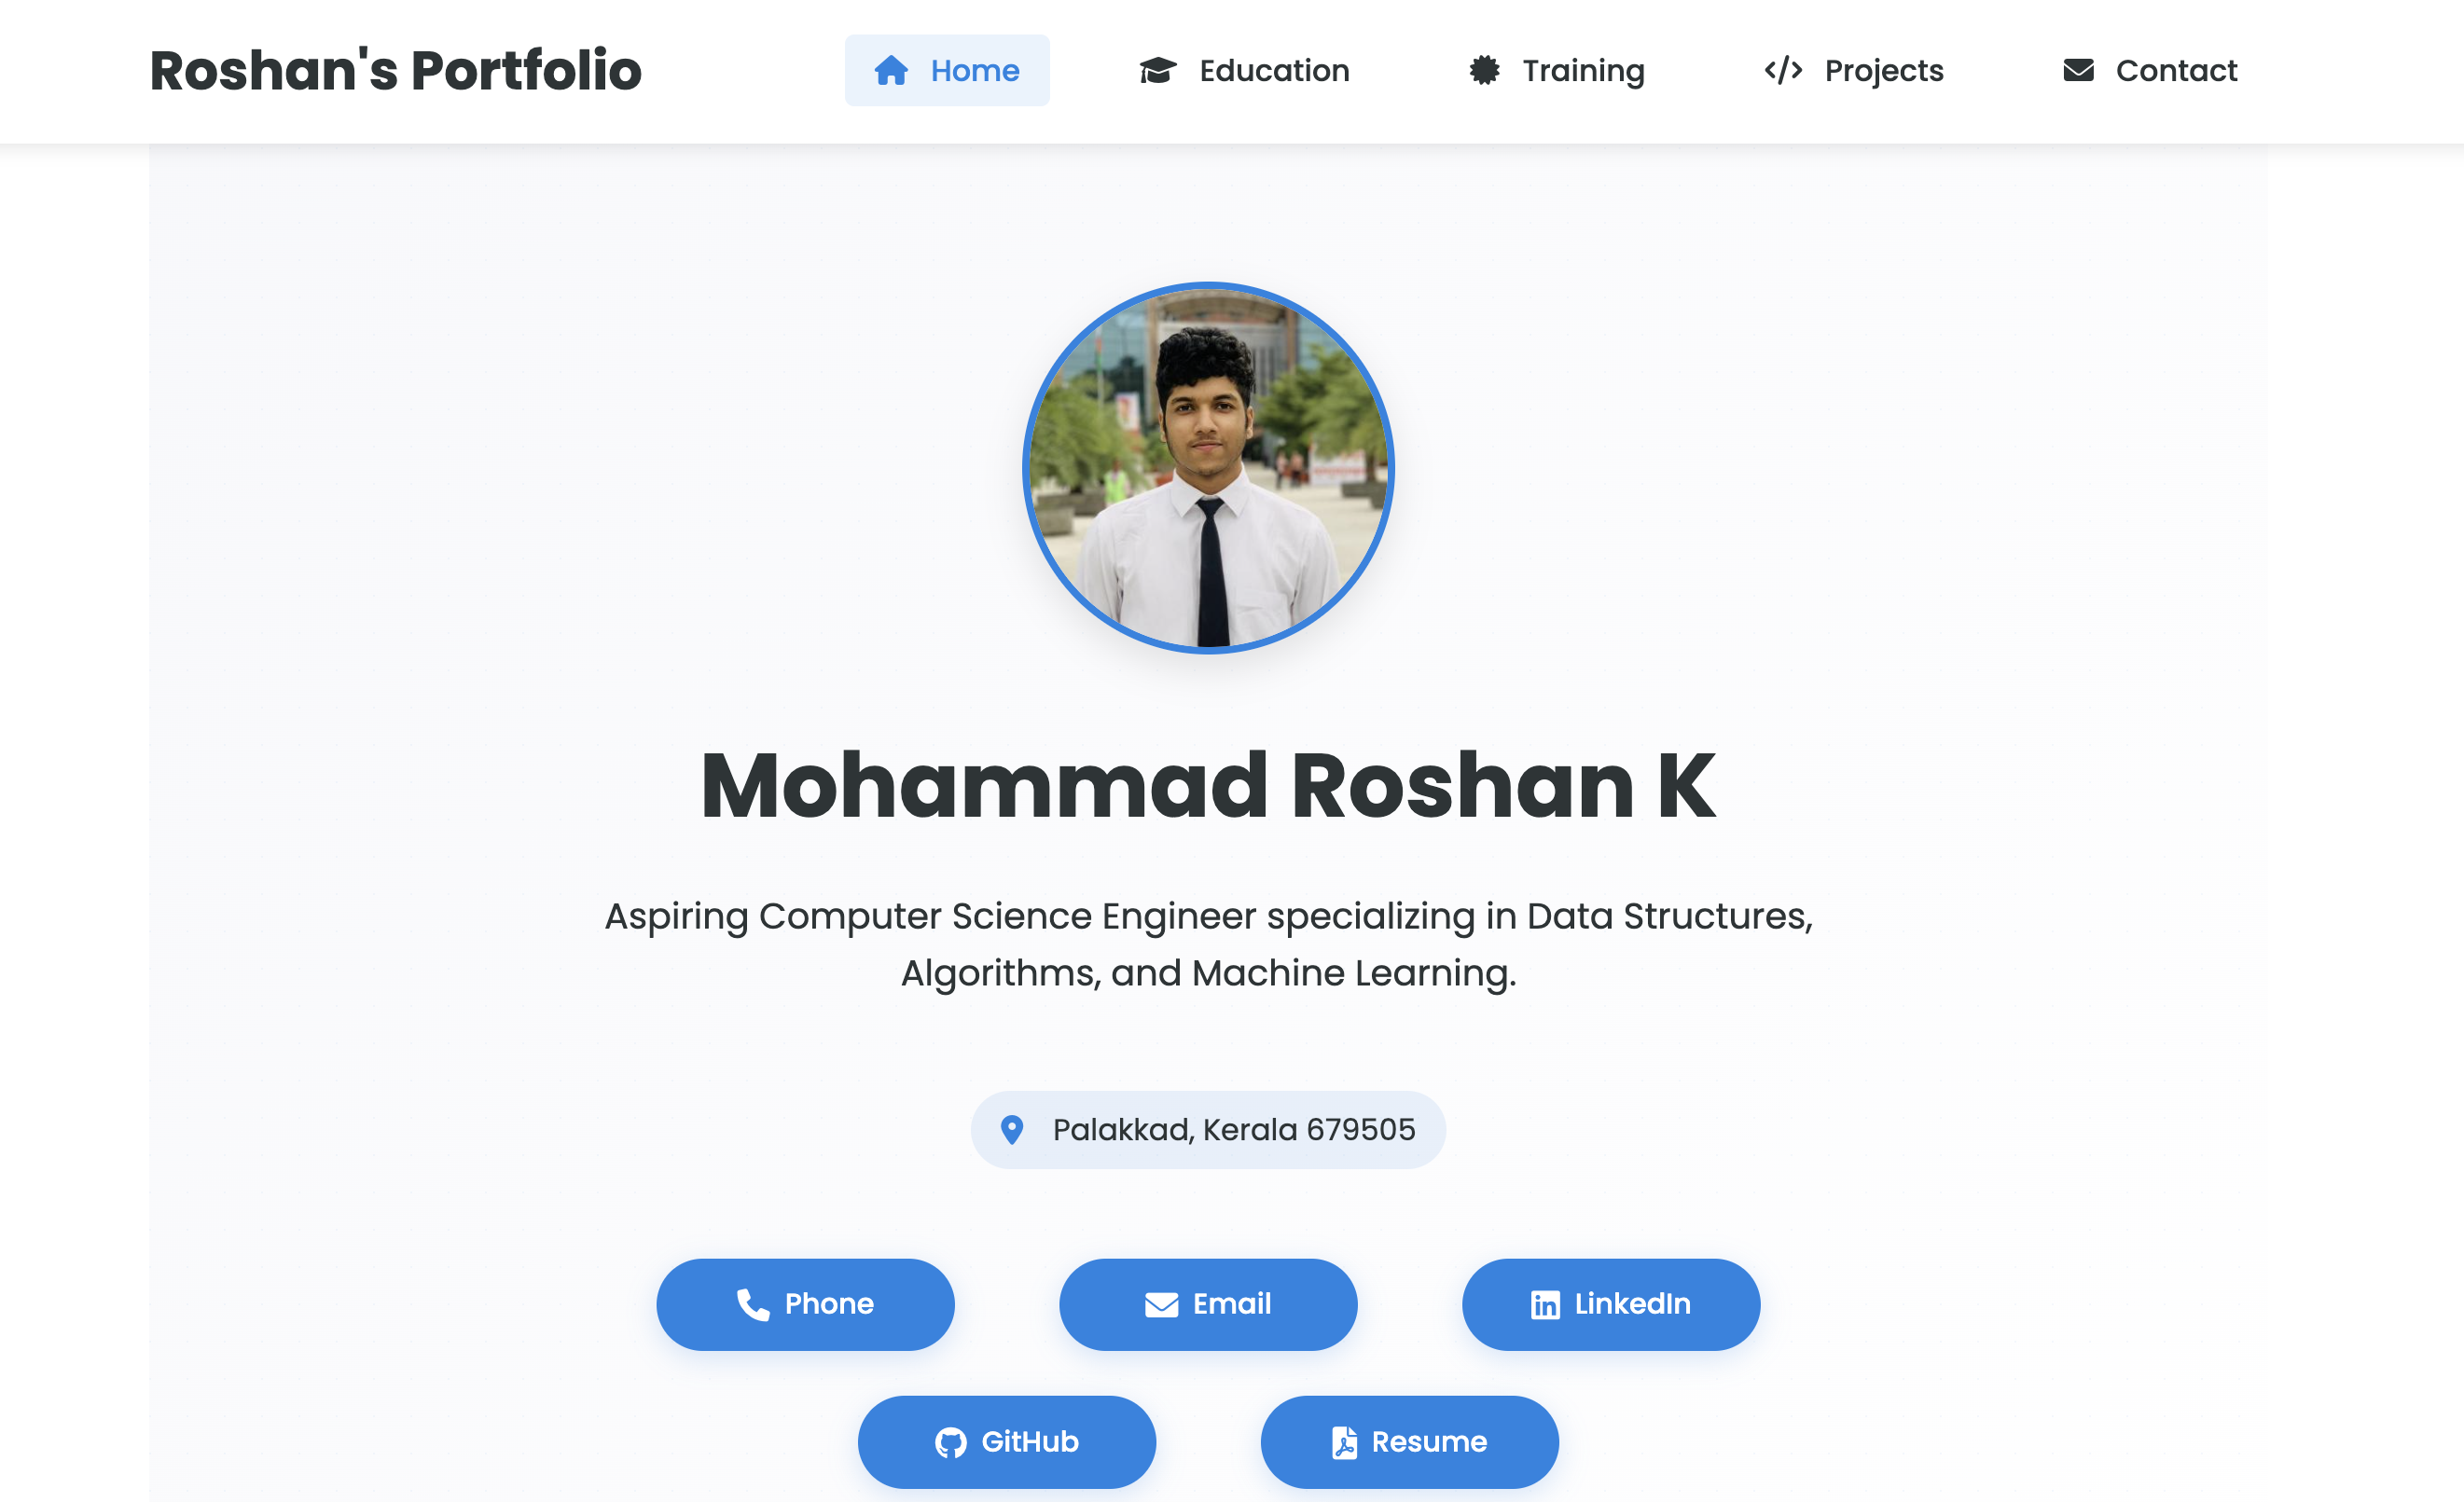 Roshan's Portfolio
Home
Education
Training
Projects
Contact
Mohammad Roshan K
Aspiring Computer Science Engineer specializing in Data Structures,
Algorithms, and Machine Learning.
Palakkad, Kerala 679505
Phone
Email
LinkedIn
GitHub
Resume